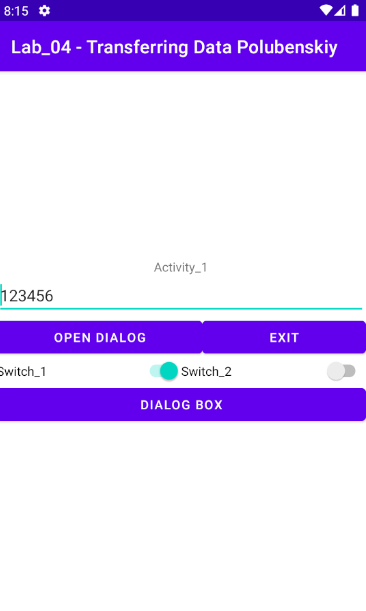 8:15
Lab_04 - Transferring Data Polubenskiy
Activity_1
123456
OPEN DIALOG EXIT
Switch_1 Switch_2
DIALOG BOX